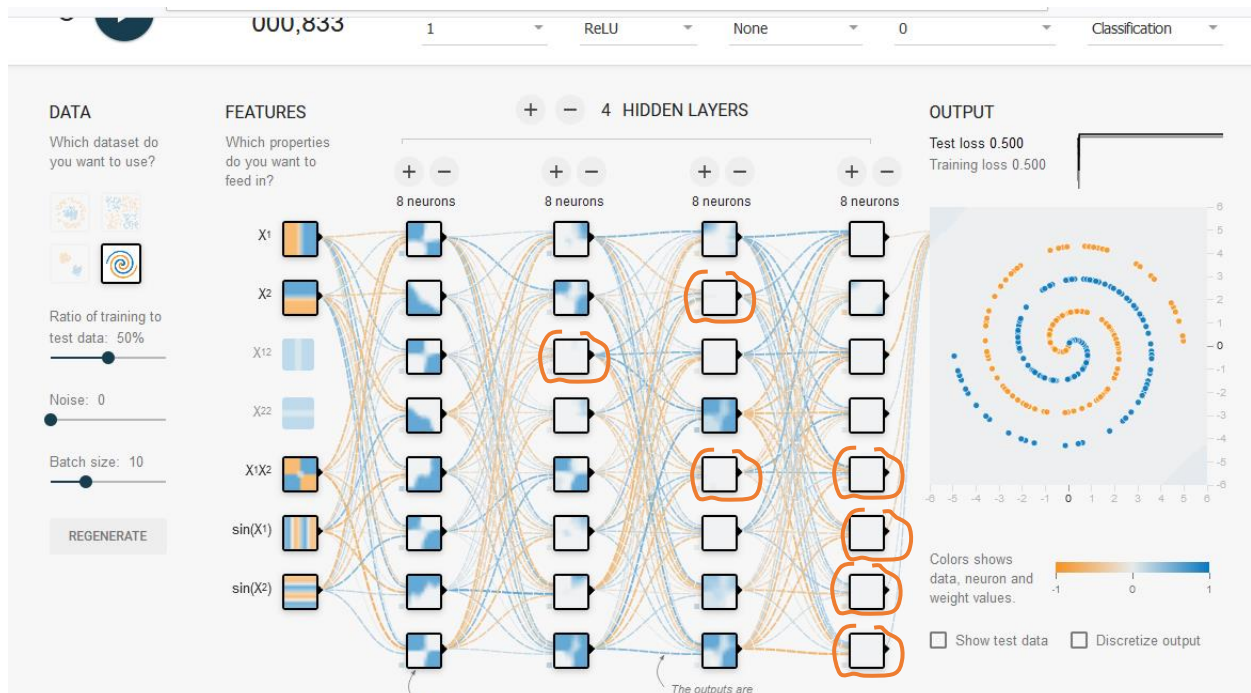 000,833
1
ReLU
None
0
Classification
DATA
Which dataset do
you want to use?
Ratio of training to
test data: 50%
Noise: 0
Batch size: 10
REGENERATE
FEATURES
Which properties
do you want to
feed in?
X1
X2
X12
X22
X1X2
sin(X1)
sin(X2)
+ − 4 HIDDEN LAYERS
+ − + − + − + −
8 neurons 8 neurons 8 neurons 8 neurons
The outputs are
OUTPUT
Test loss 0.500
Training loss 0.500
6
5
4
3
2
1
0
-1
-2
-3
-4
-5
-6
-6 -5 -4 -3 -2 -1 0 1 2 3 4 5 6
Colors shows
data, neuron and
weight values.
-1 0 1
Show test data Discretize output